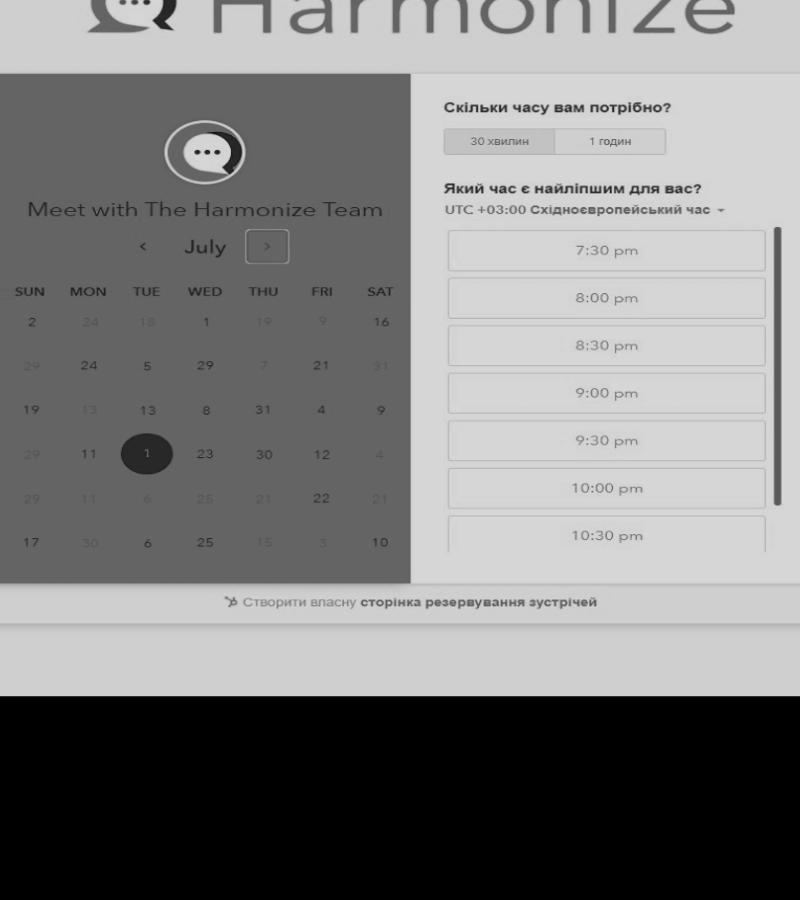 Harmonize
Meet with The Harmonize Team
July
SUN MON TUE WED THU FRI SAT
2 24 18 1 19 9 16
29 24 5 29 7 21 31
19 13 13 8 31 4 9
29 11 1 23 30 12 4
29 11 6 25 21 22 21
17 30 6 25 15 3 10
Скільки часу вам потрібно?
30 хвилин 1 годин
Який час є найліпшим для вас?
UTC +03:00 Східноєвропейський час
7:30 pm
8:00 pm
8:30 pm
9:00 pm
9:30 pm
10:00 pm
10:30 pm
Створити власну сторінка резервування зустрічей